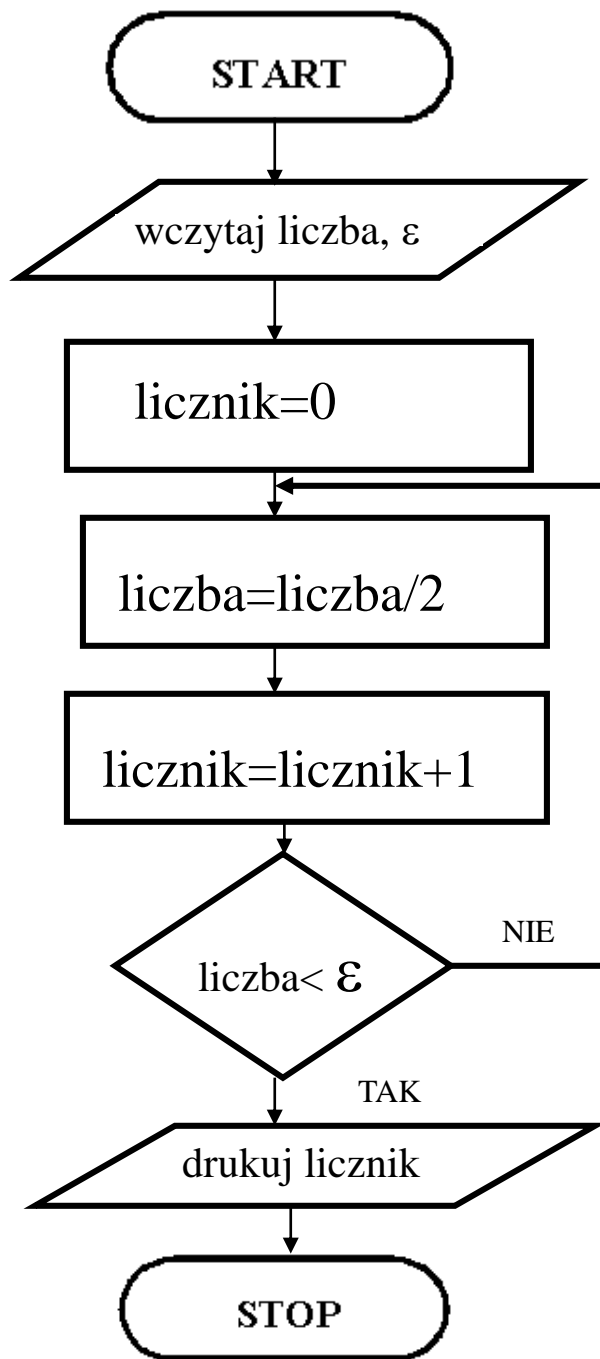 START
wczytaj liczba, ε
licznik=0
liczba=liczba/2
licznik=licznik+1
liczba< ε
NIE
TAK
drukuj licznik
STOP